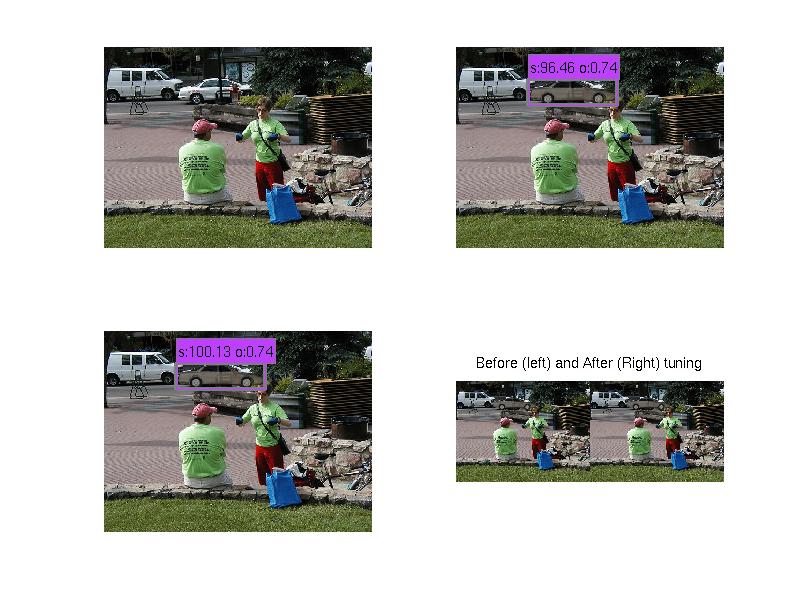 s:96.46 o:0.74
s:100.13 o:0.74
Before (left) and After (Right) tuning